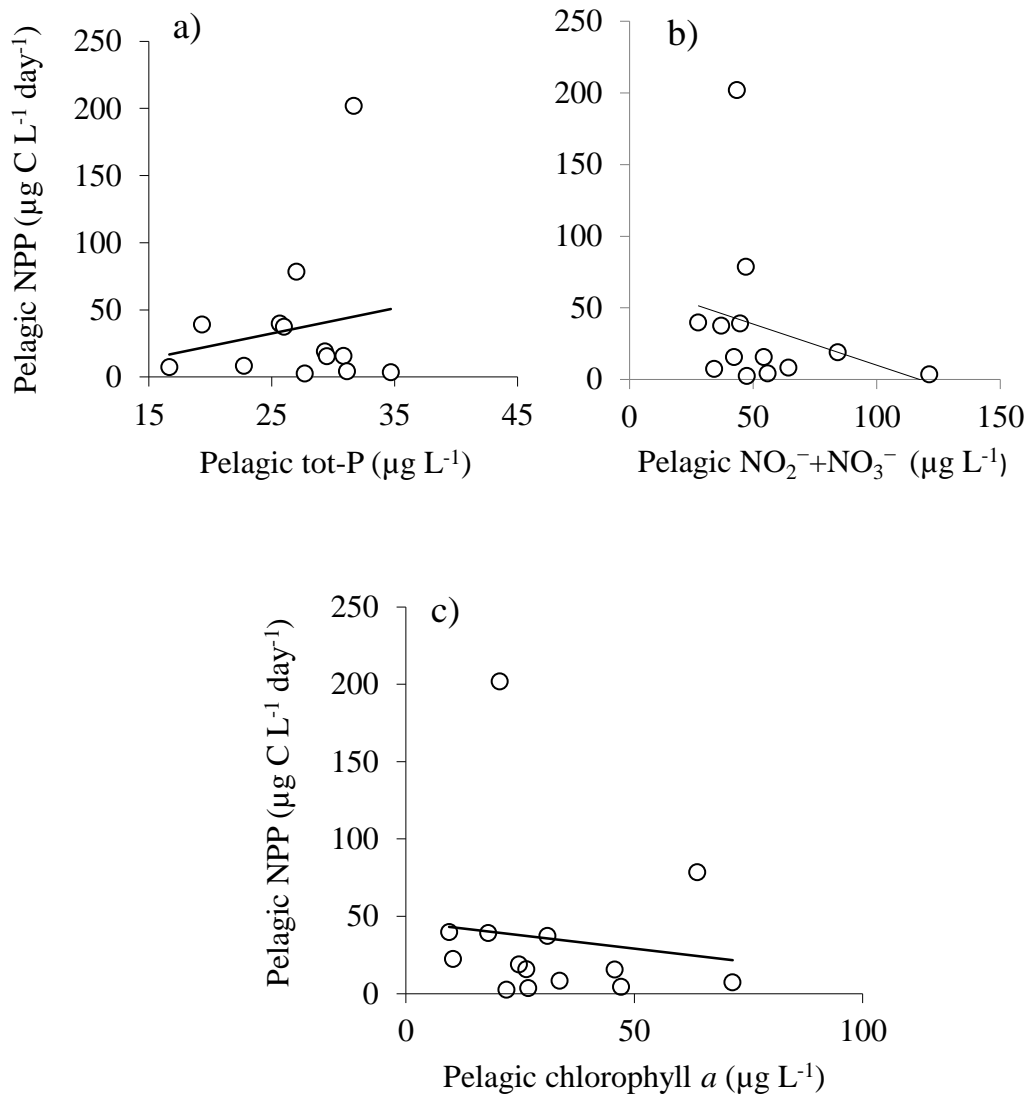 a)
Pelagic NPP (µg C L⁻¹ day⁻¹)
250
200
150
100
50
0
15 25 35 45
Pelagic tot-P (µg L⁻¹)
b)
250
200
150
100
50
0
0 50 100 150
Pelagic NO₂⁻+NO₃⁻ (µg L⁻¹)
c)
Pelagic NPP (µg C L⁻¹ day⁻¹)
250
200
150
100
50
0
0 50 100
Pelagic chlorophyll a (µg L⁻¹)